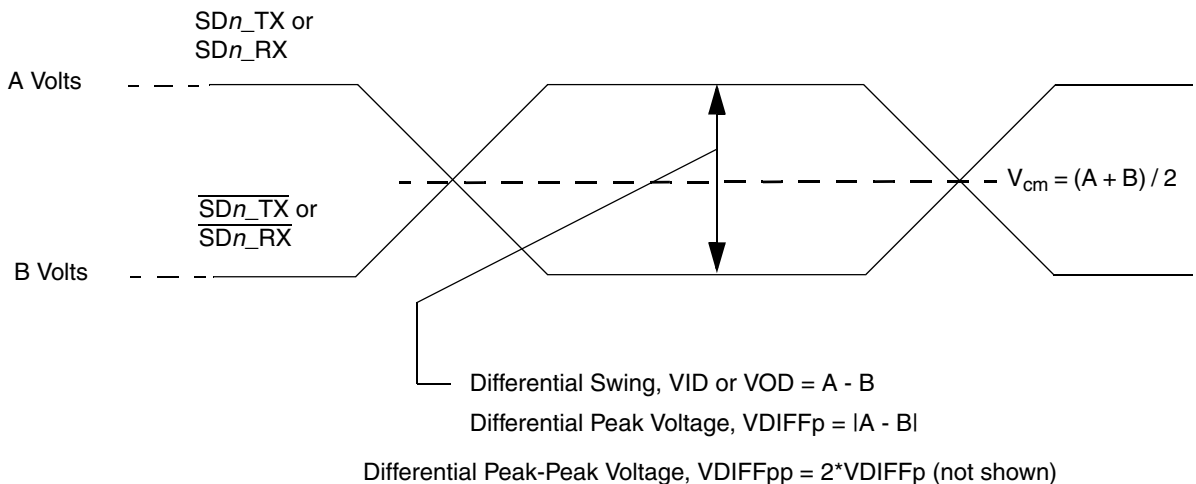 SDn_TX or
SDn_RX
A Volts
Vcm = (A + B) / 2
SDn_TX or
SDn_RX
B Volts
Differential Swing, VID or VOD = A - B
Differential Peak Voltage, VDIFFp = |A - B|
Differential Peak-Peak Voltage, VDIFFpp = 2*VDIFFp (not shown)